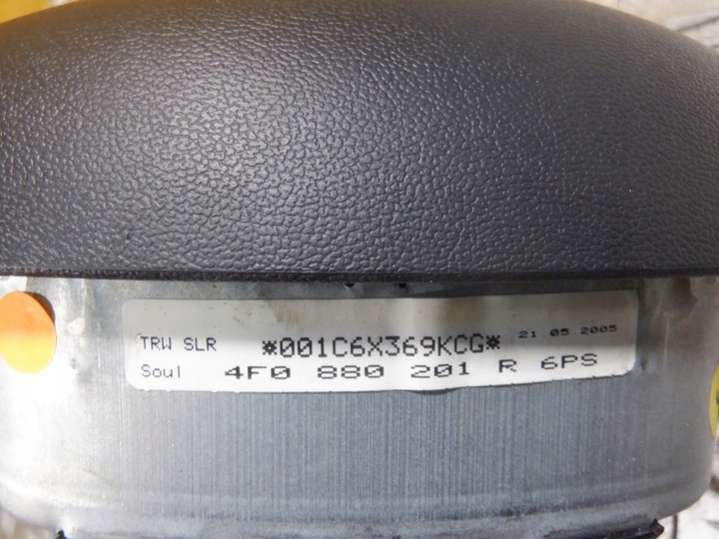 TRW SLR *001C6X369KCG* 21.05.2005
Soul 4F0 880 201 R 6PS